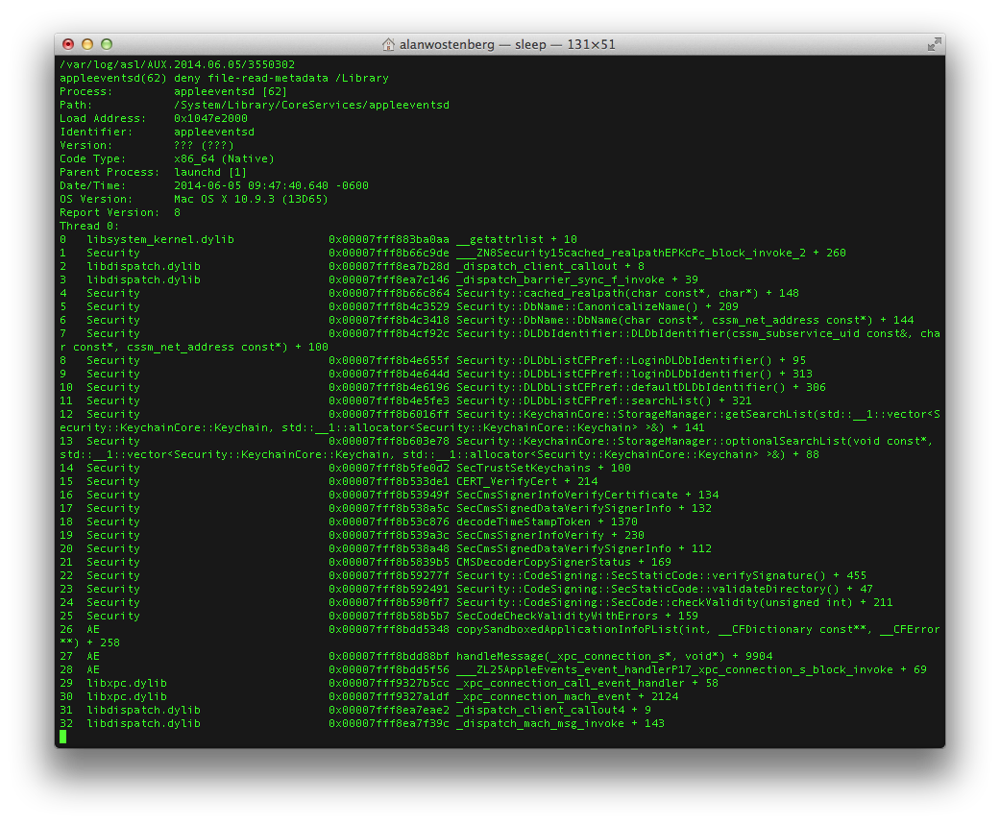 alanwostenberg — sleep — 131×51
/var/log/asl/AUX.2014.06.05/3550302
appleeventsd(62) deny file-read-metadata /Library
Process:         appleeventsd [62]
Path:            /System/Library/CoreServices/appleeventsd
Load Address:    0x1047e2000
Identifier:      appleeventsd
Version:         ??? (???)
Code Type:       x86_64 (Native)
Parent Process:  launchd [1]
Date/Time:       2014-06-05 09:47:40.640 -0600
OS Version:      Mac OS X 10.9.3 (13D65)
Report Version:  8
Thread 0:
0   libsystem_kernel.dylib              0x00007fff883ba0aa __getattrlist + 10
1   Security                            0x00007fff8b66c9de ___ZN8Security15cached_realpathEPKcPc_block_invoke_2 + 260
2   libdispatch.dylib                   0x00007fff8ea7b28d _dispatch_client_callout + 8
3   libdispatch.dylib                   0x00007fff8ea7c146 _dispatch_barrier_sync_f_invoke + 39
4   Security                            0x00007fff8b66c864 Security::cached_realpath(char const*, char*) + 148
5   Security                            0x00007fff8b4c3529 Security::DbName::CanonicalizeName() + 209
6   Security                            0x00007fff8b4c3418 Security::DbName::DbName(char const*, cssm_net_address const*) + 144
7   Security                            0x00007fff8b4cf92c Security::DLDbIdentifier::DLDbIdentifier(cssm_subservice_uid const&, cha
r const*, cssm_net_address const*) + 100
8   Security                            0x00007fff8b4e655f Security::DLDbListCFPref::LoginDLDbIdentifier() + 95
9   Security                            0x00007fff8b4e644d Security::DLDbListCFPref::loginDLDbIdentifier() + 313
10  Security                            0x00007fff8b4e6196 Security::DLDbListCFPref::defaultDLDbIdentifier() + 306
11  Security                            0x00007fff8b4e5fe3 Security::DLDbListCFPref::searchList() + 321
12  Security                            0x00007fff8b6016ff Security::KeychainCore::StorageManager::getSearchList(std::__1::vector<S
ecurity::KeychainCore::Keychain, std::__1::allocator<Security::KeychainCore::Keychain> >&) + 141
13  Security                            0x00007fff8b603e78 Security::KeychainCore::StorageManager::optionalSearchList(void const*,
std::__1::vector<Security::KeychainCore::Keychain, std::__1::allocator<Security::KeychainCore::Keychain> >&) + 88
14  Security                            0x00007fff8b5fe0d2 SecTrustSetKeychains + 100
15  Security                            0x00007fff8b533de1 CERT_VerifyCert + 214
16  Security                            0x00007fff8b53949f SecCmsSignerInfoVerifyCertificate + 134
17  Security                            0x00007fff8b538a5c SecCmsSignedDataVerifySignerInfo + 132
18  Security                            0x00007fff8b53c876 decodeTimeStampToken + 1370
19  Security                            0x00007fff8b539a3c SecCmsSignerInfoVerify + 230
20  Security                            0x00007fff8b538a48 SecCmsSignedDataVerifySignerInfo + 112
21  Security                            0x00007fff8b5839b5 CMSDecoderCopySignerStatus + 169
22  Security                            0x00007fff8b59277f Security::CodeSigning::SecStaticCode::verifySignature() + 455
23  Security                            0x00007fff8b592491 Security::CodeSigning::SecStaticCode::validateDirectory() + 47
24  Security                            0x00007fff8b590ff7 Security::CodeSigning::SecCode::checkValidity(unsigned int) + 211
25  Security                            0x00007fff8b58b5b7 SecCodeCheckValidityWithErrors + 159
26  AE                                  0x00007fff8bdd5348 copySandboxedApplicationInfoPList(int, __CFDictionary const**, __CFError
**) + 258
27  AE                                  0x00007fff8bdd88bf handleMessage(_xpc_connection_s*, void*) + 9904
28  AE                                  0x00007fff8bdd5f56 ___ZL25AppleEvents_event_handlerP17_xpc_connection_s_block_invoke + 69
29  libxpc.dylib                        0x00007fff9327b5cc _xpc_connection_call_event_handler + 58
30  libxpc.dylib                        0x00007fff9327a1df _xpc_connection_mach_event + 2124
31  libdispatch.dylib                   0x00007fff8ea7eae2 _dispatch_client_callout4 + 9
32  libdispatch.dylib                   0x00007fff8ea7f39c _dispatch_mach_msg_invoke + 143